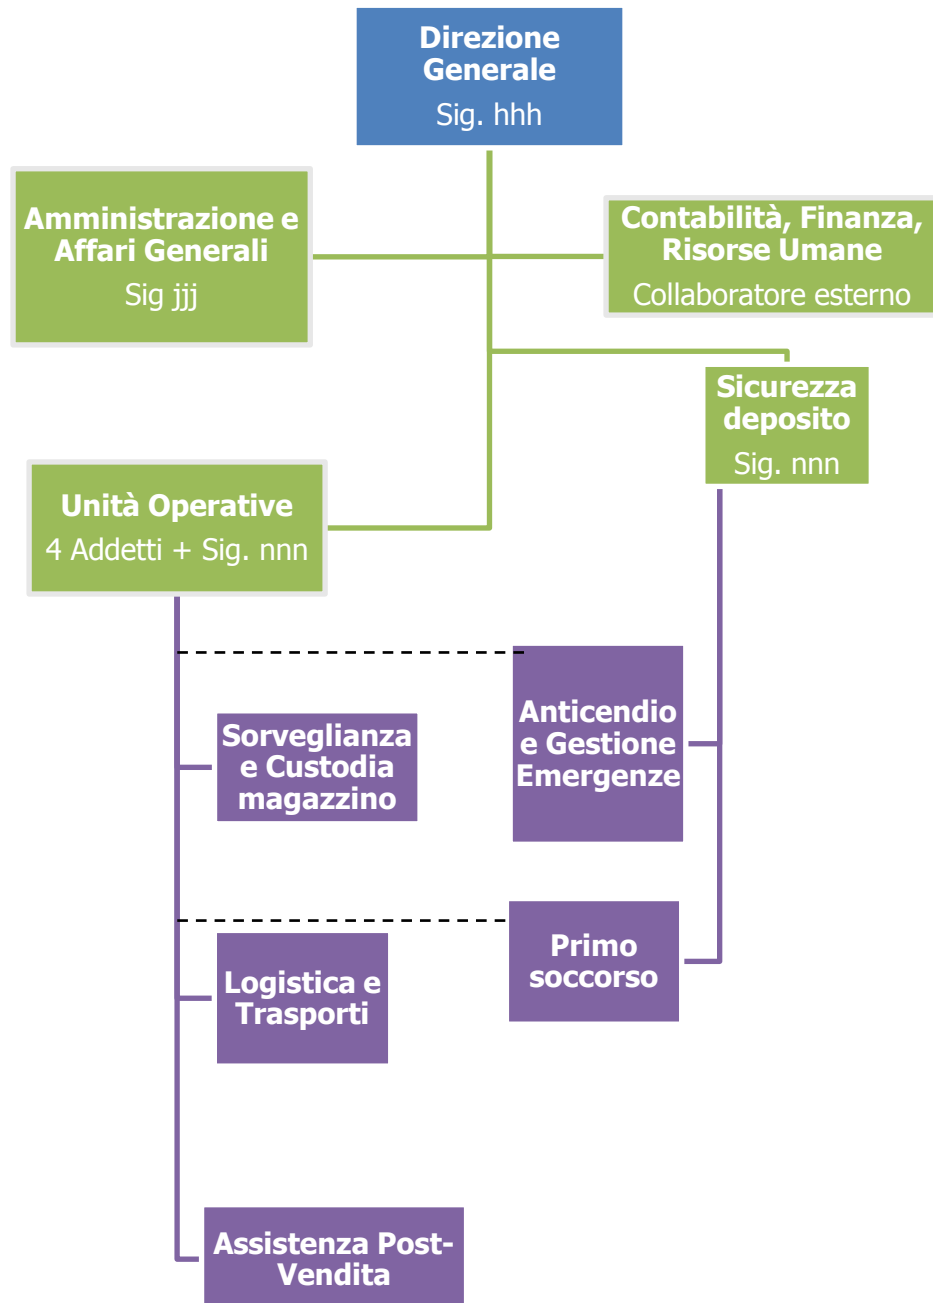 Direzione
Generale
Sig. hhh
Amministrazione e
Affari Generali
Sig jjj
Contabilità, Finanza,
Risorse Umane
Collaboratore esterno
Sicurezza
deposito
Sig. nnn
Unità Operative
4 Addetti + Sig. nnn
Sorveglianza
e Custodia
magazzino
Anticendio
e Gestione
Emergenze
Logistica e
Trasporti
Primo
soccorso
Assistenza Post-
Vendita